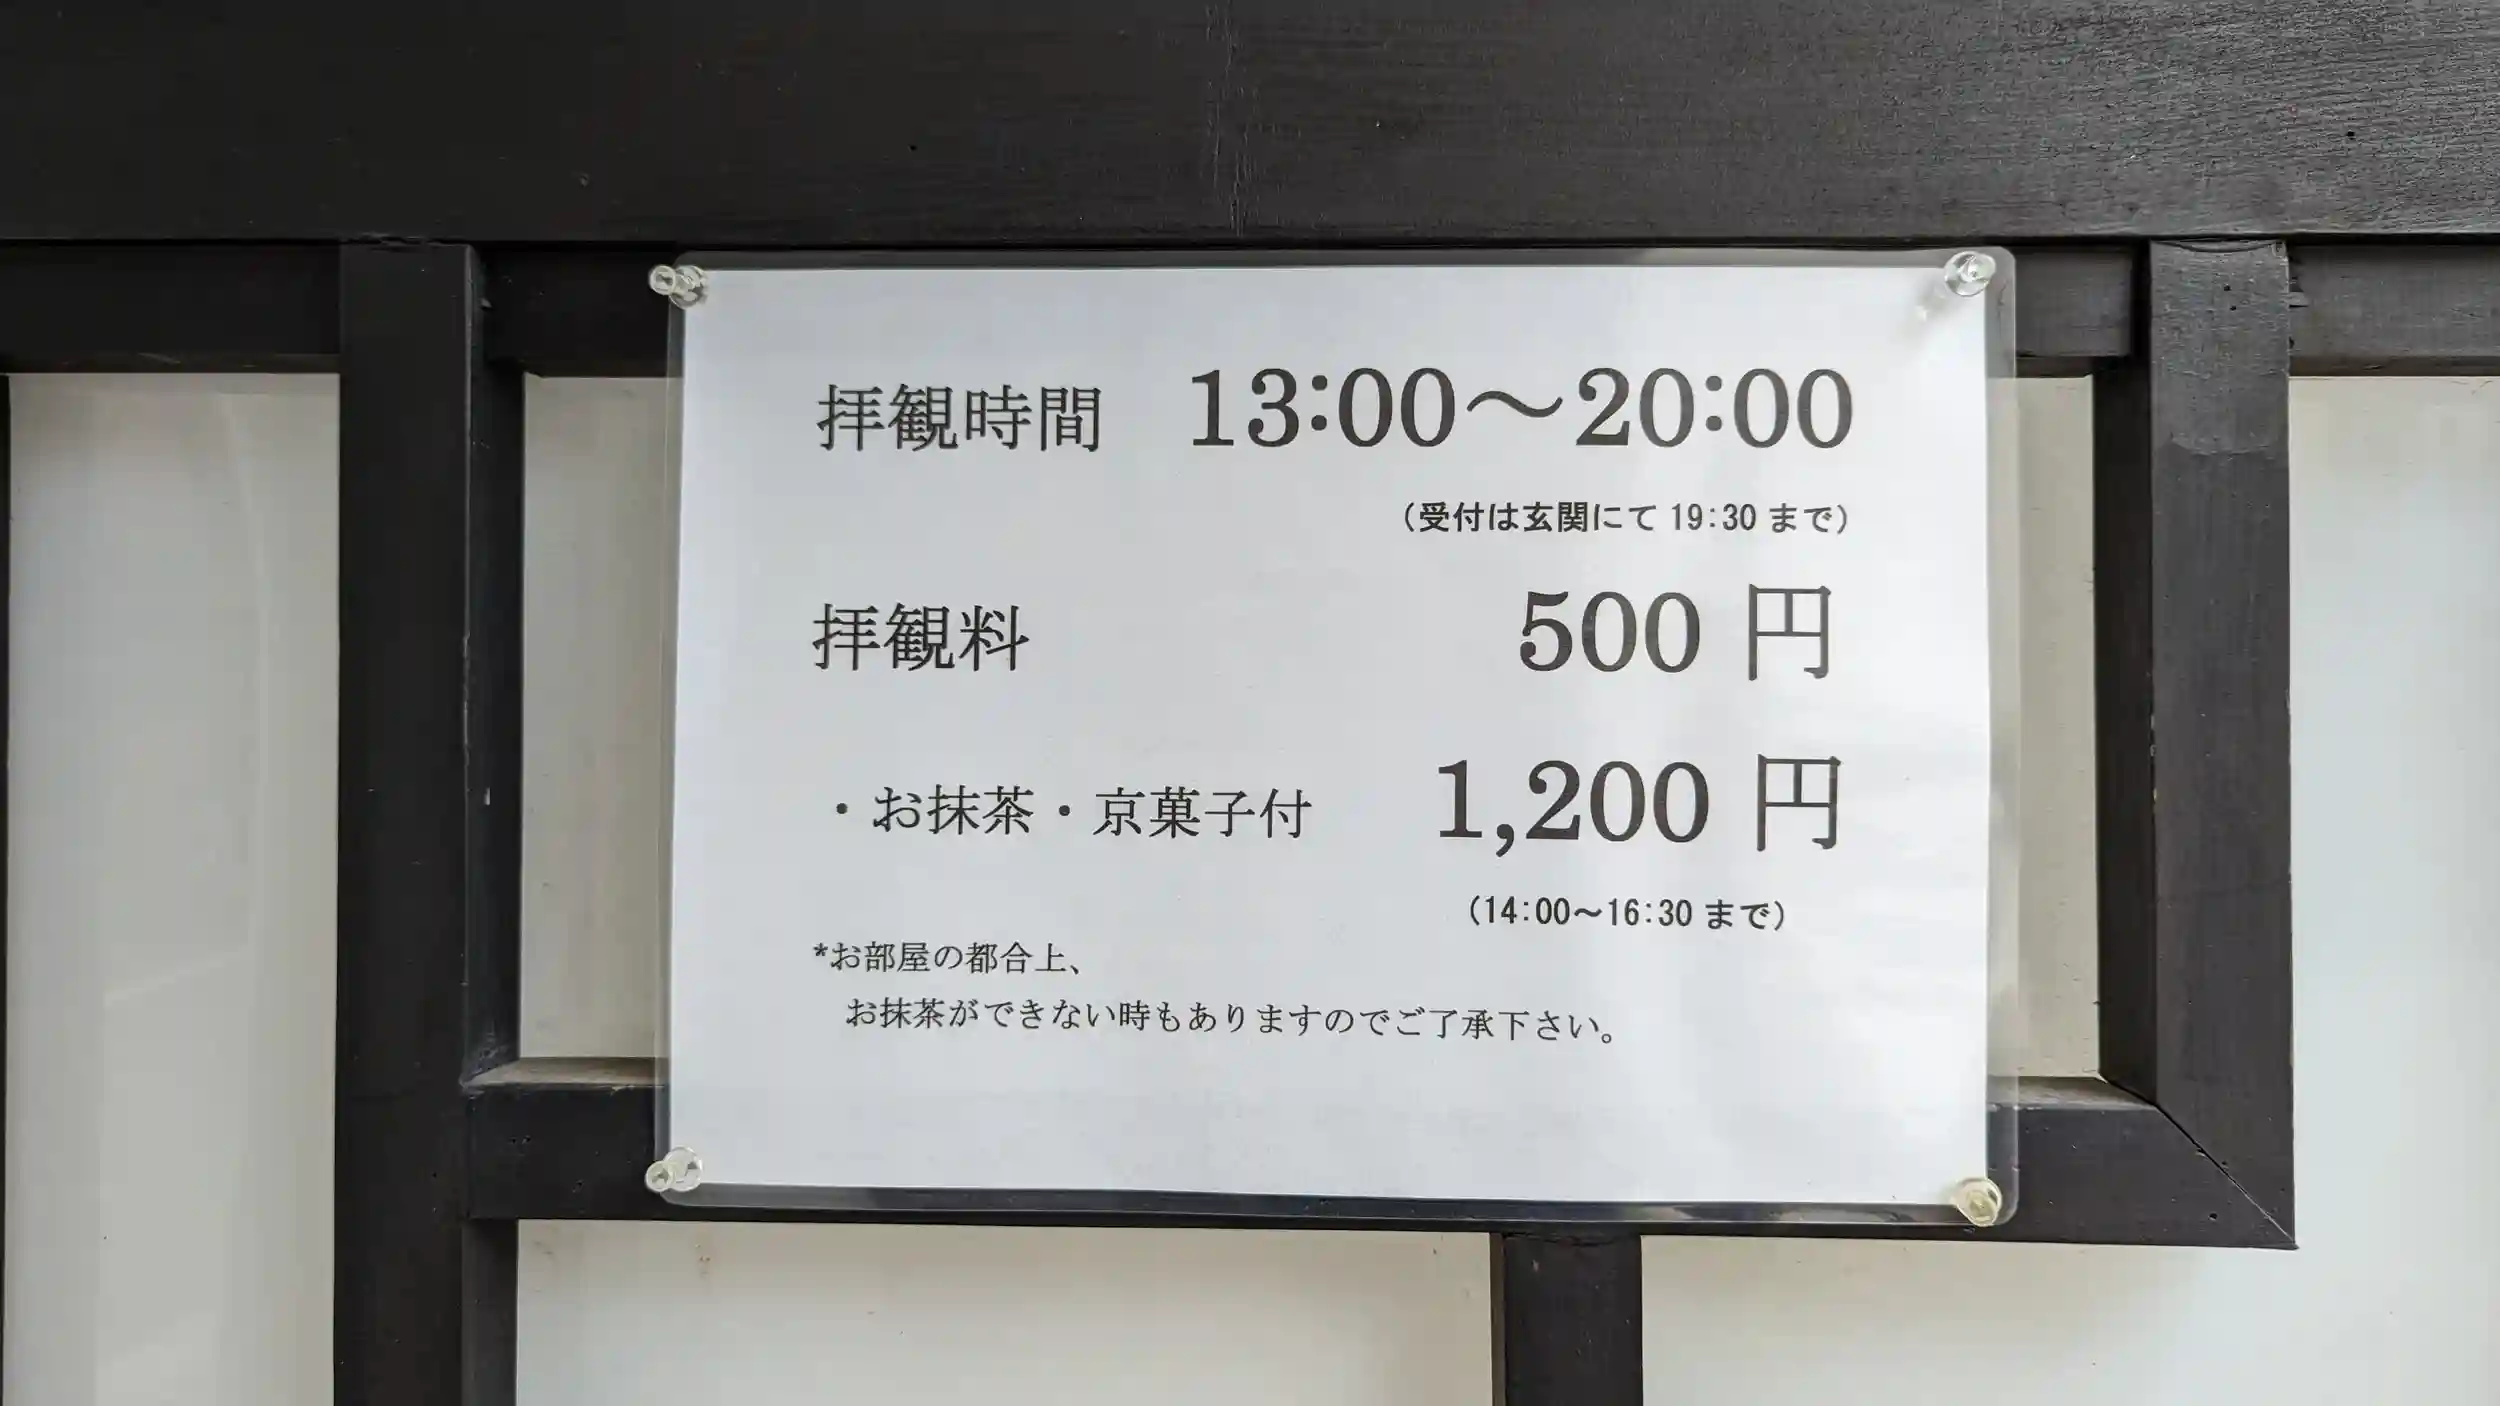 拝観時間 13:00～20:00
（受付は玄関にて 19:30 まで）
拝観料 500 円
・お抹茶・京菓子付 1,200 円
（14:00～16:30 まで）
*お部屋の都合上、
お抹茶ができない時もありますのでご了承下さい。